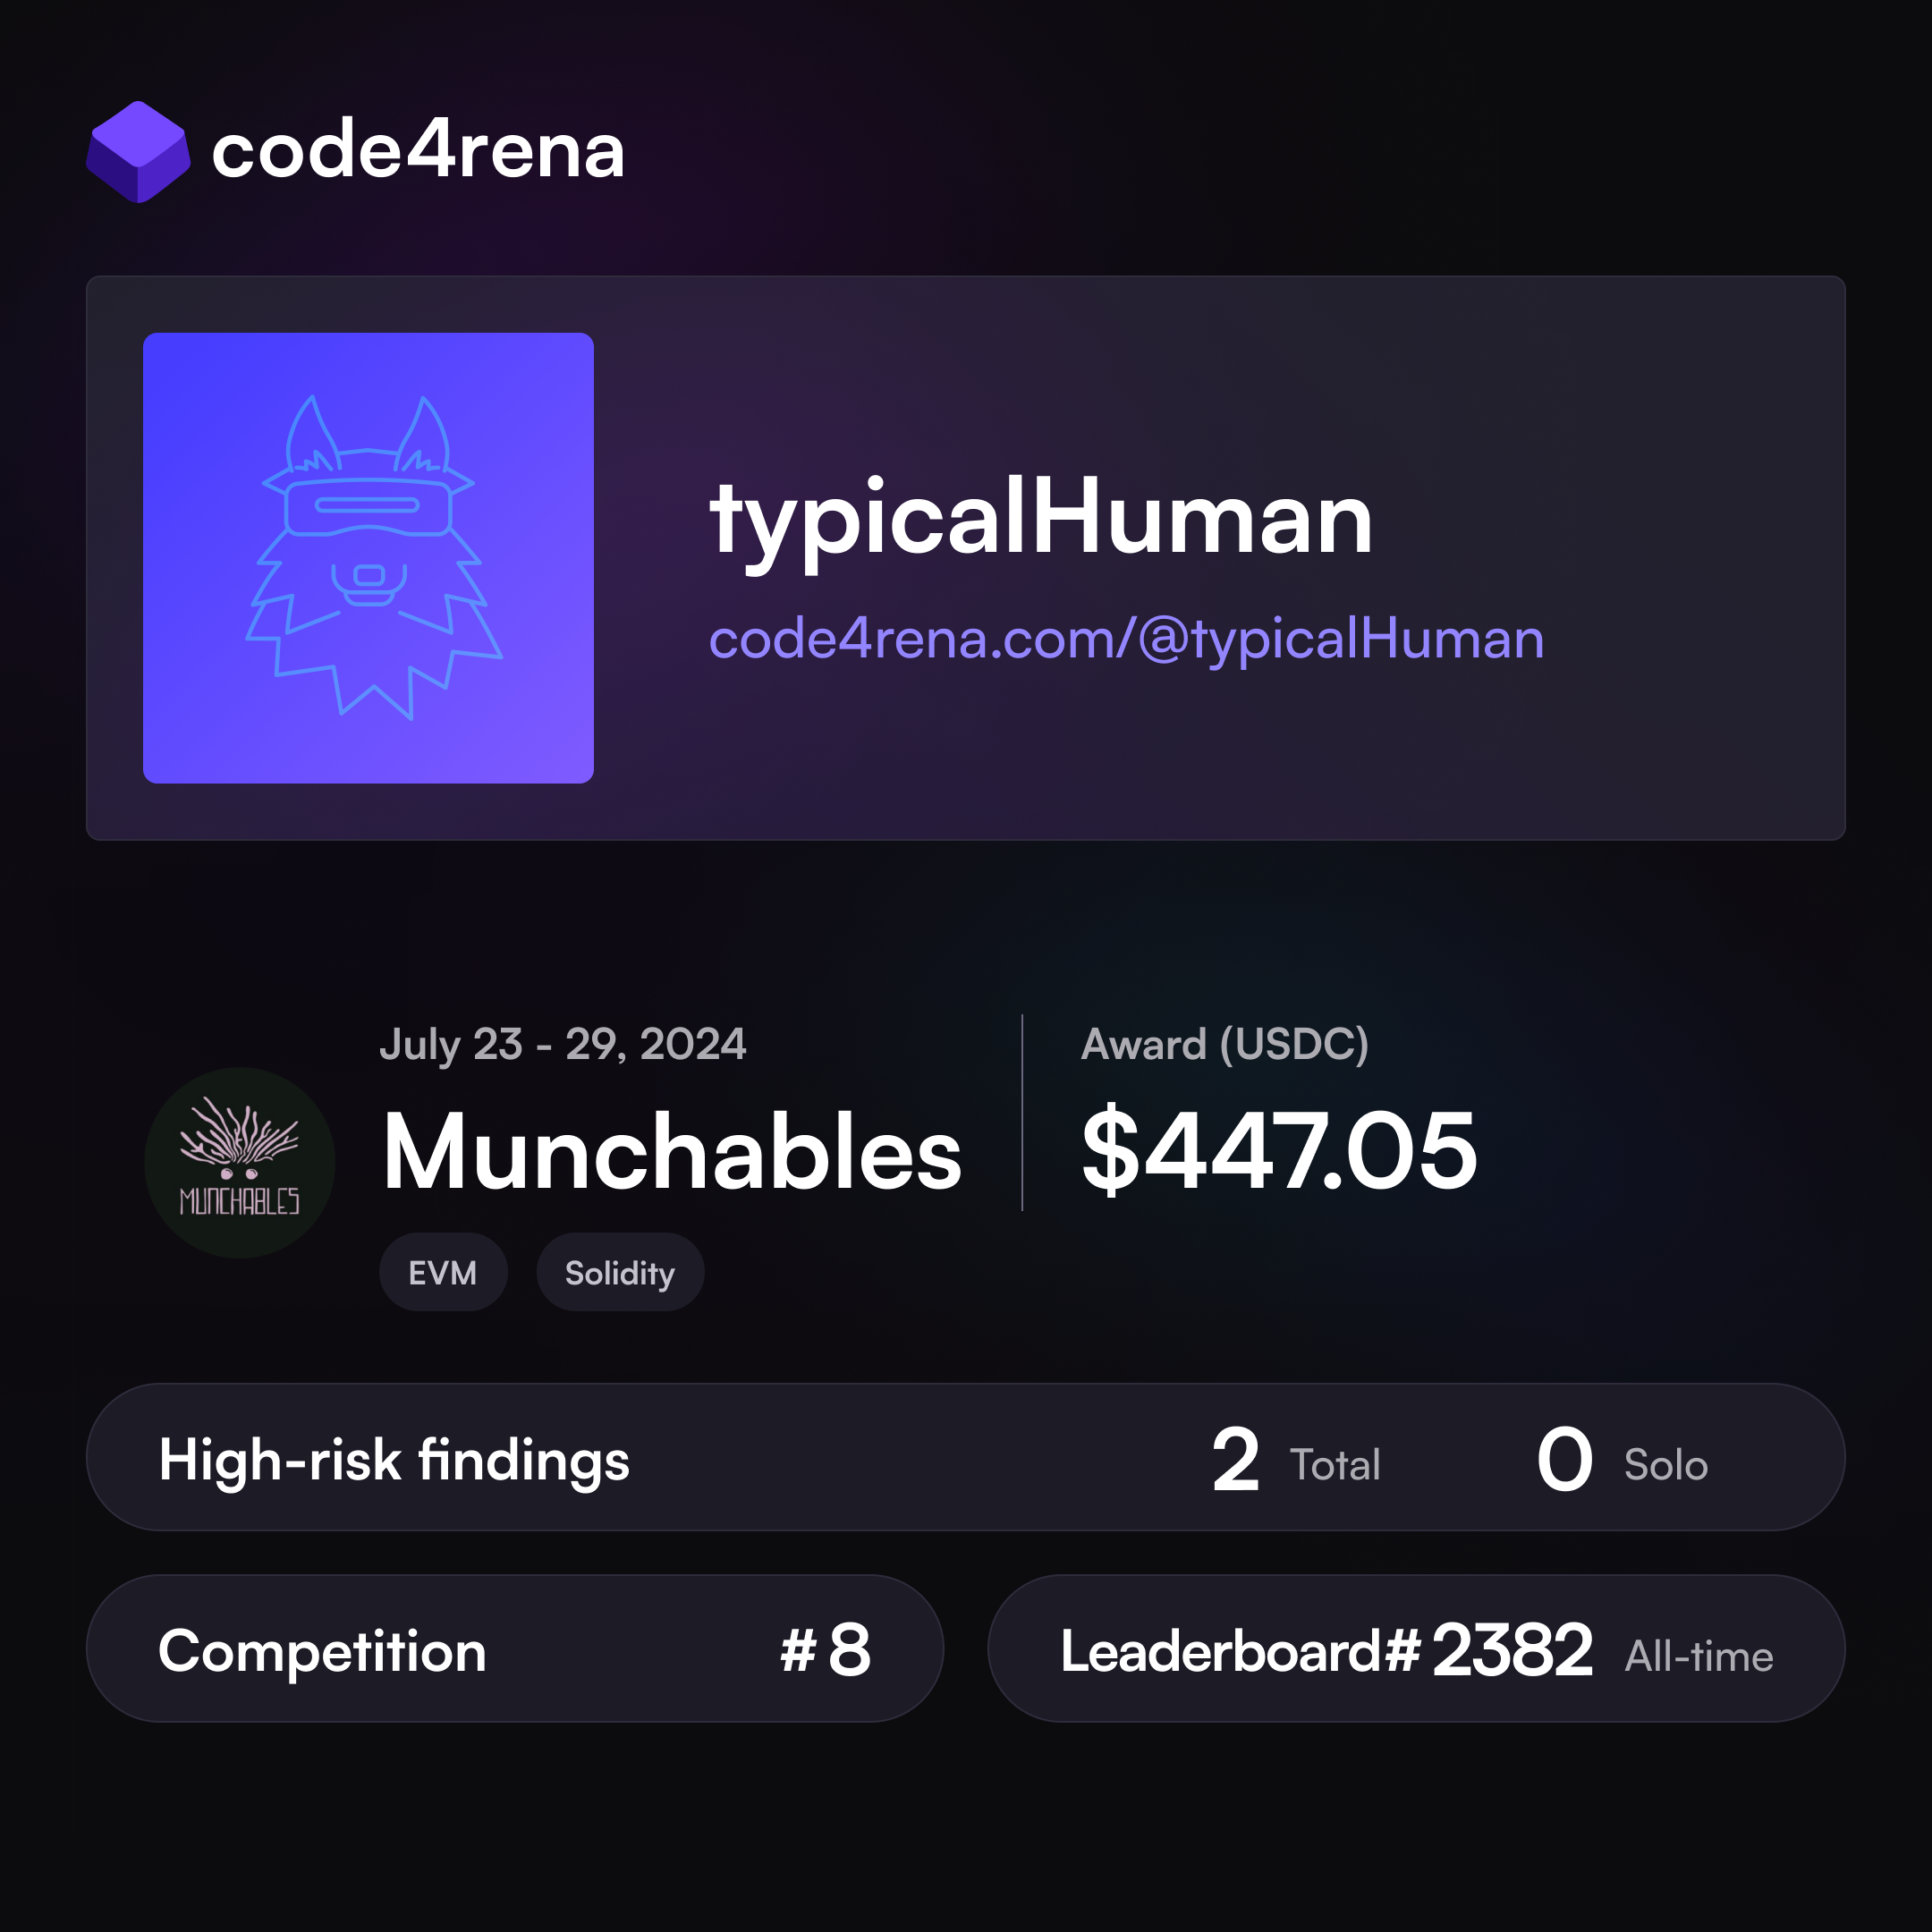 code4rena
typicalHuman
code4rena.com/@typicalHuman
July 23 - 29, 2024
Munchables
MUNCHABLES
EVM
Solidity
Award (USDC)
$447.05
High-risk findings
2 Total
0 Solo
Competition
#8
Leaderboard #2382 All-time